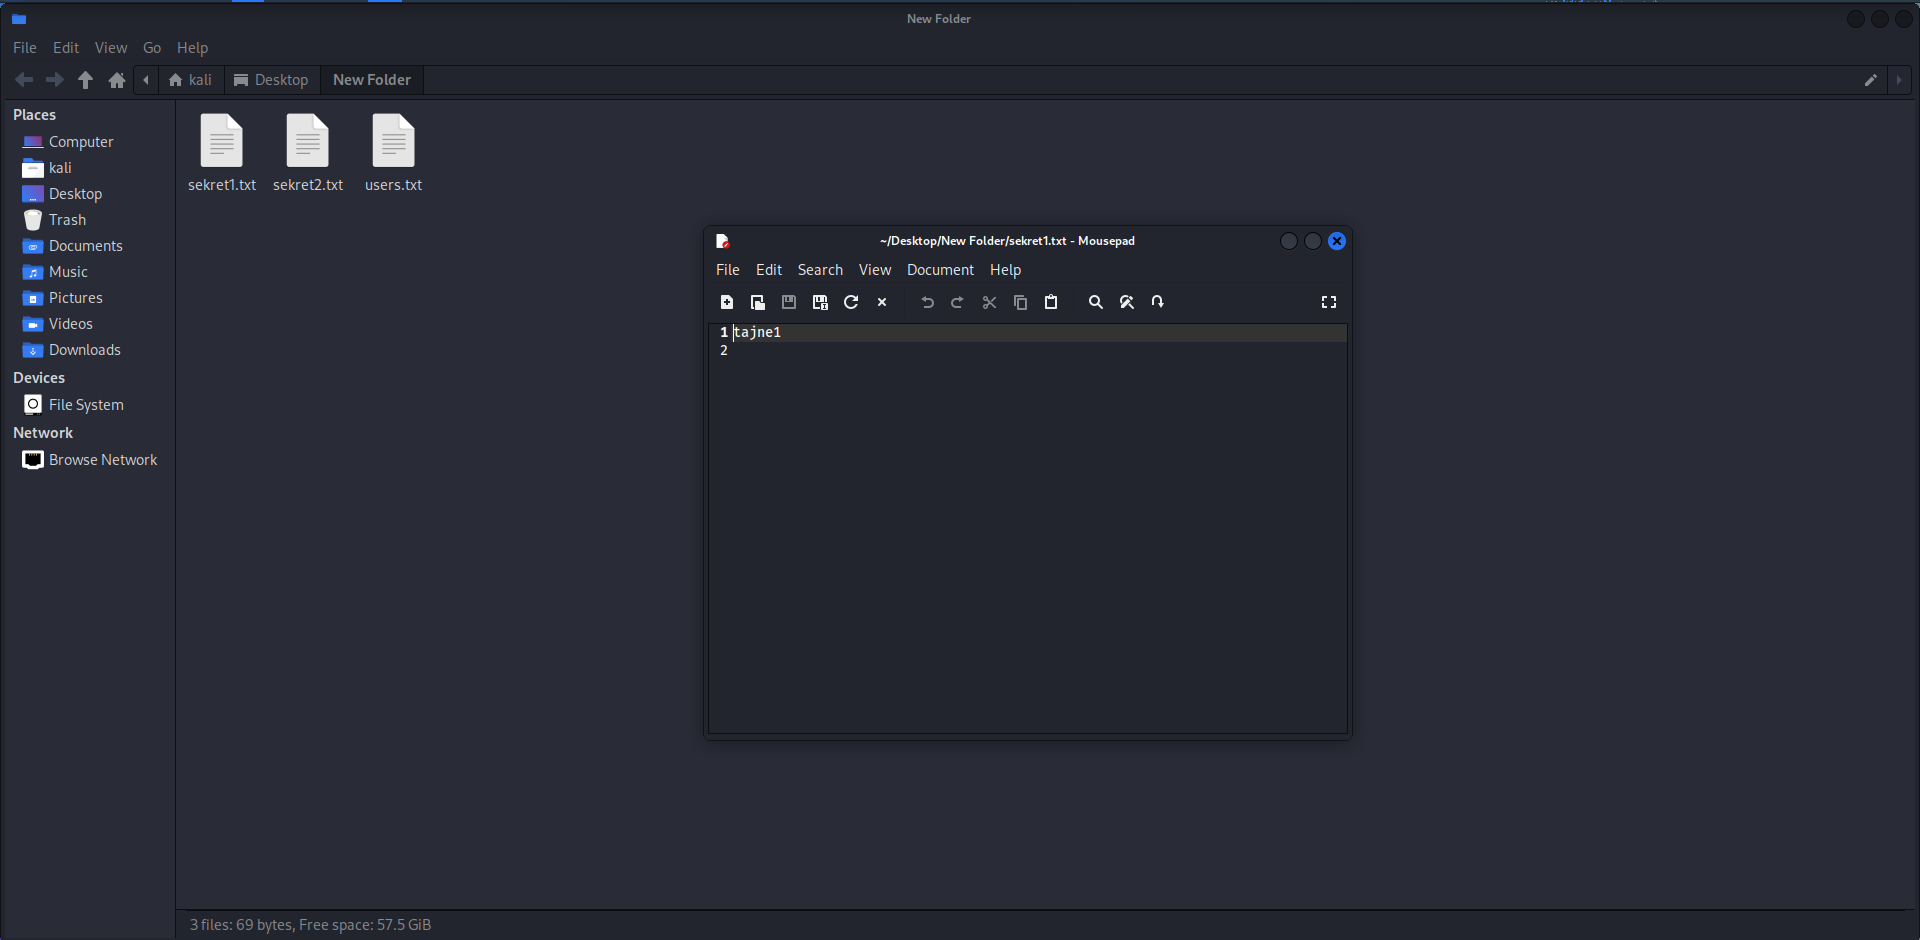 New Folder
File Edit View Go Help
kali Desktop New Folder
Places
Computer
kali
Desktop
Trash
Documents
Music
Pictures
Videos
Downloads
Devices
File System
Network
Browse Network
sekret1.txt sekret2.txt users.txt
~/Desktop/New Folder/sekret1.txt - Mousepad
File Edit Search View Document Help
1 tajne1
2
3 files: 69 bytes, Free space: 57.5 GiB